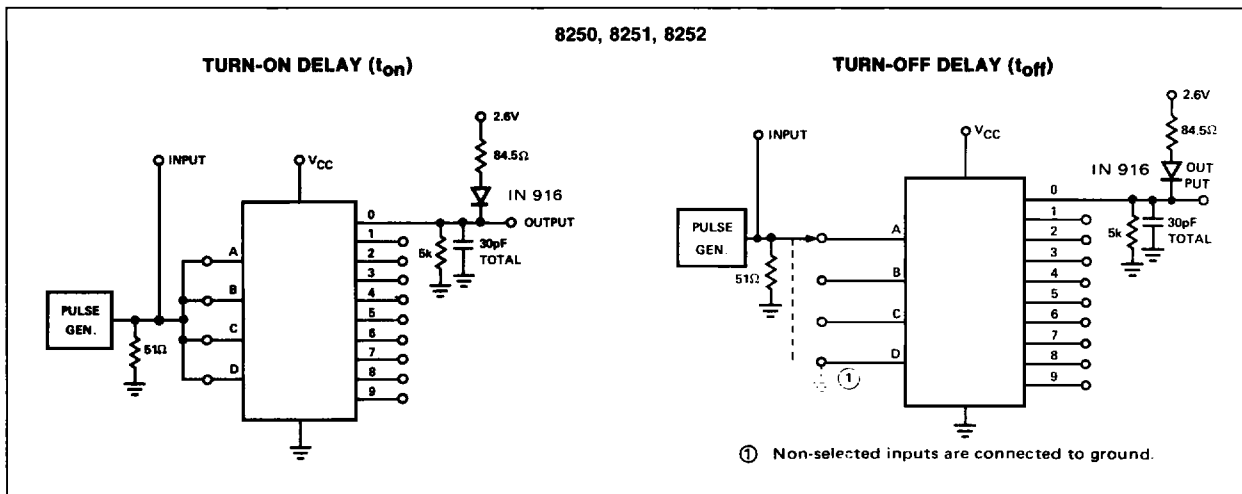 8250, 8251, 8252
TURN-ON DELAY (ton)
2.6V
84.5Ω
INPUT
VCC
IN 916
0
OUTPUT
1
5k
30pF
TOTAL
2
3
4
5
6
7
8
9
A
B
C
D
PULSE
GEN.
51Ω
TURN-OFF DELAY (toff)
2.6V
84.5Ω
INPUT
VCC
IN 916
OUT
PUT
0
1
5k
30pF
TOTAL
2
3
4
5
6
7
8
9
A
B
C
D
PULSE
GEN.
51Ω
①
① Non-selected inputs are connected to ground.